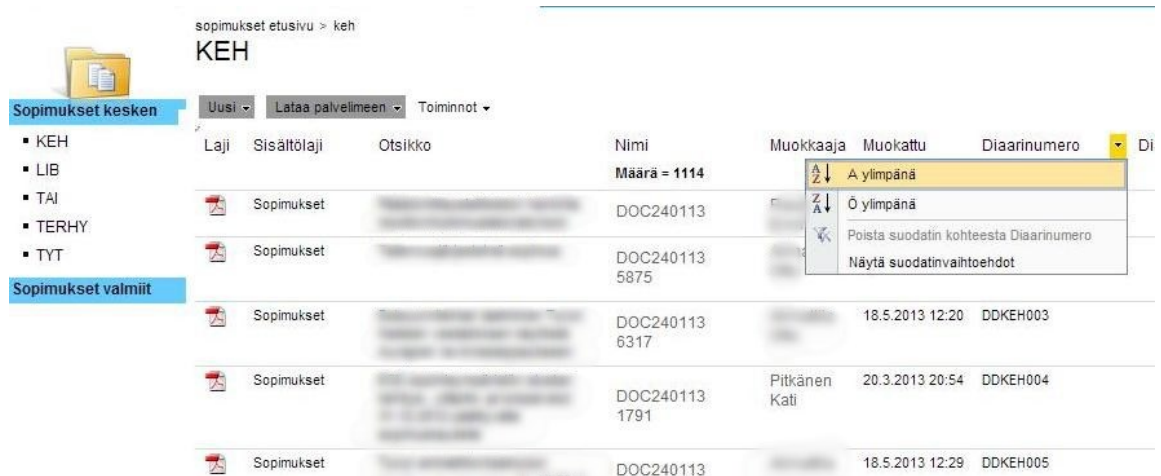 sopimukset etusivu > keh
KEH
Sopimukset kesken
KEH
LIB
TAI
TERHY
TYT
Sopimukset valmiit
Uusi Lataa palvelimeen Toiminnot
Laji Sisältölaji Otsikko Nimi Muokkaaja Muokattu Diaarinumero Di
Määrä = 1114
A ylimpänä
Ö ylimpänä
Poista suodatin kohteesta Diaarinumero
Näytä suodatinvaihtoehdot
Sopimukset DOC240113
Sopimukset DOC240113
5875
Sopimukset DOC240113 18.5.2013 12:20 DDKEH003
6317
Sopimukset DOC240113 Pitkänen 20.3.2013 20:54 DDKEH004
1791 Kati
Sopimukset DOC240113 18.5.2013 12:29 DDKEH005